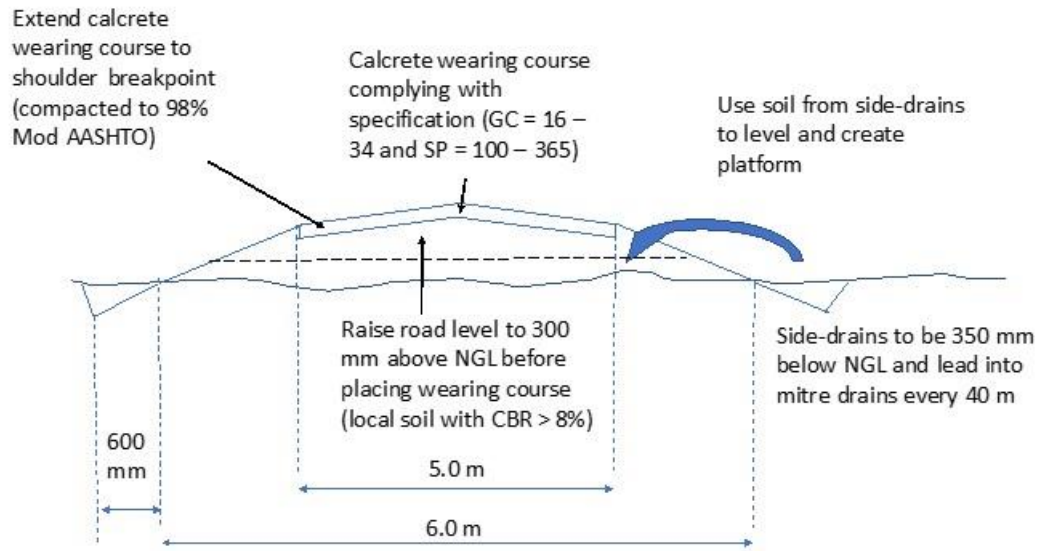 Extend calcrete
wearing course to
shoulder breakpoint
(compacted to 98%
Mod AASHTO)
Calcrete wearing course
complying with
specification (GC = 16 –
34 and SP = 100 – 365)
Use soil from side-drains
to level and create
platform
Raise road level to 300
mm above NGL before
placing wearing course
(local soil with CBR > 8%)
Side-drains to be 350 mm
below NGL and lead into
mitre drains every 40 m
600
mm
5.0 m
6.0 m